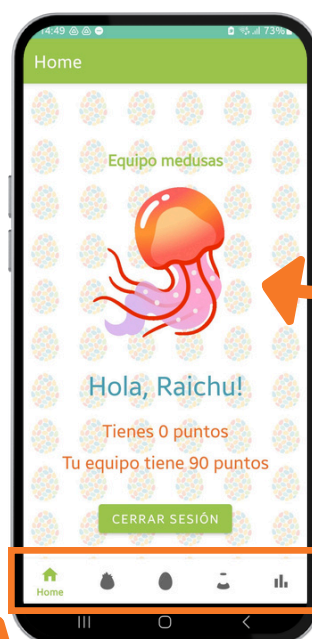 14:49 73%
Home
Equipo medusas
Hola, Raichu!
Tienes 0 puntos
Tu equipo tiene 90 puntos
CERRAR SESIÓN
Home